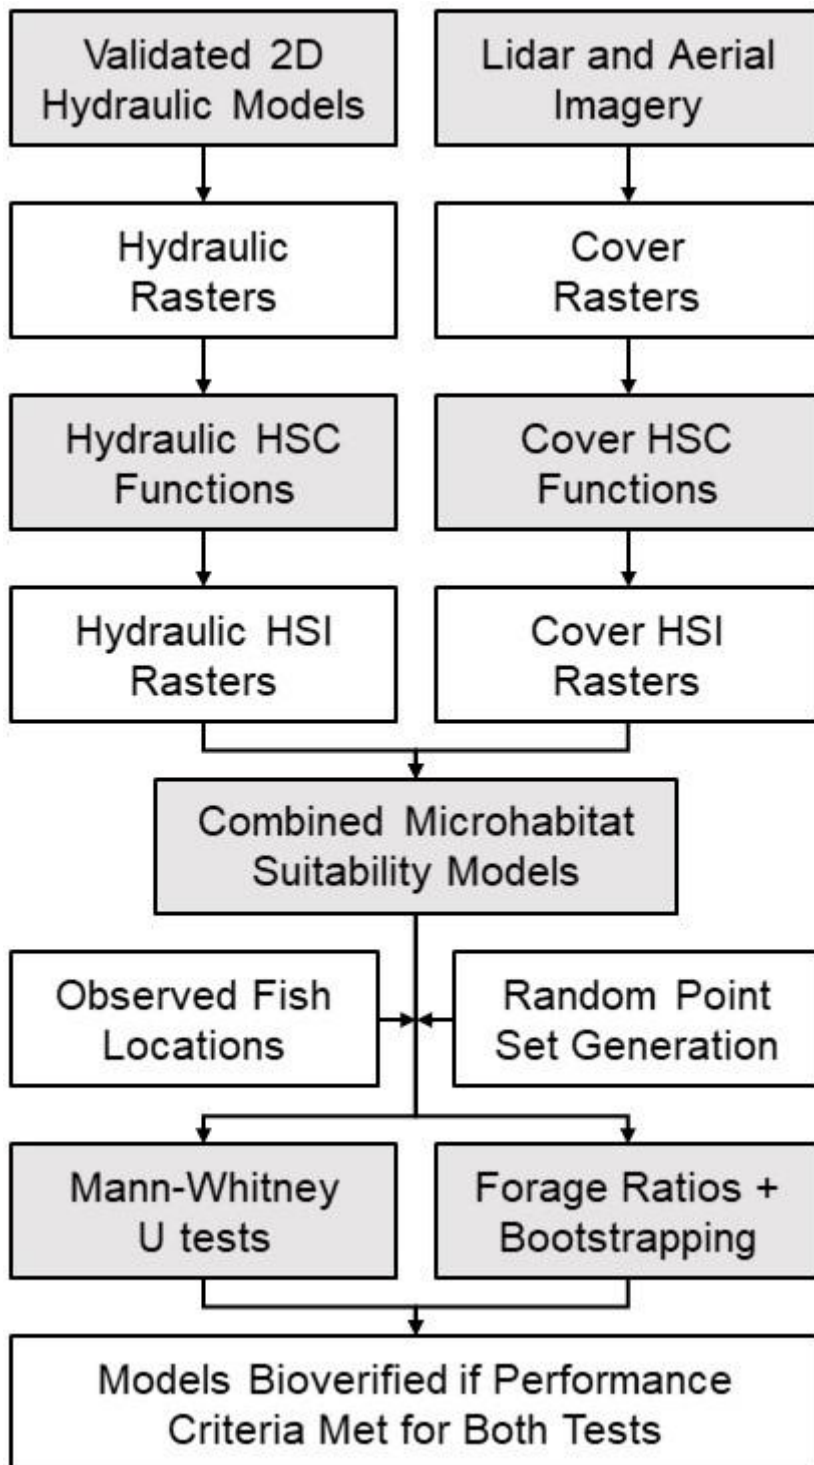 Validated 2D
Hydraulic Models
Lidar and Aerial
Imagery
Hydraulic
Rasters
Cover
Rasters
Hydraulic HSC
Functions
Cover HSC
Functions
Hydraulic HSI
Rasters
Cover HSI
Rasters
Combined Microhabitat
Suitability Models
Observed Fish
Locations
Random Point
Set Generation
Mann-Whitney
U tests
Forage Ratios +
Bootstrapping
Models Bioverified if Performance
Criteria Met for Both Tests